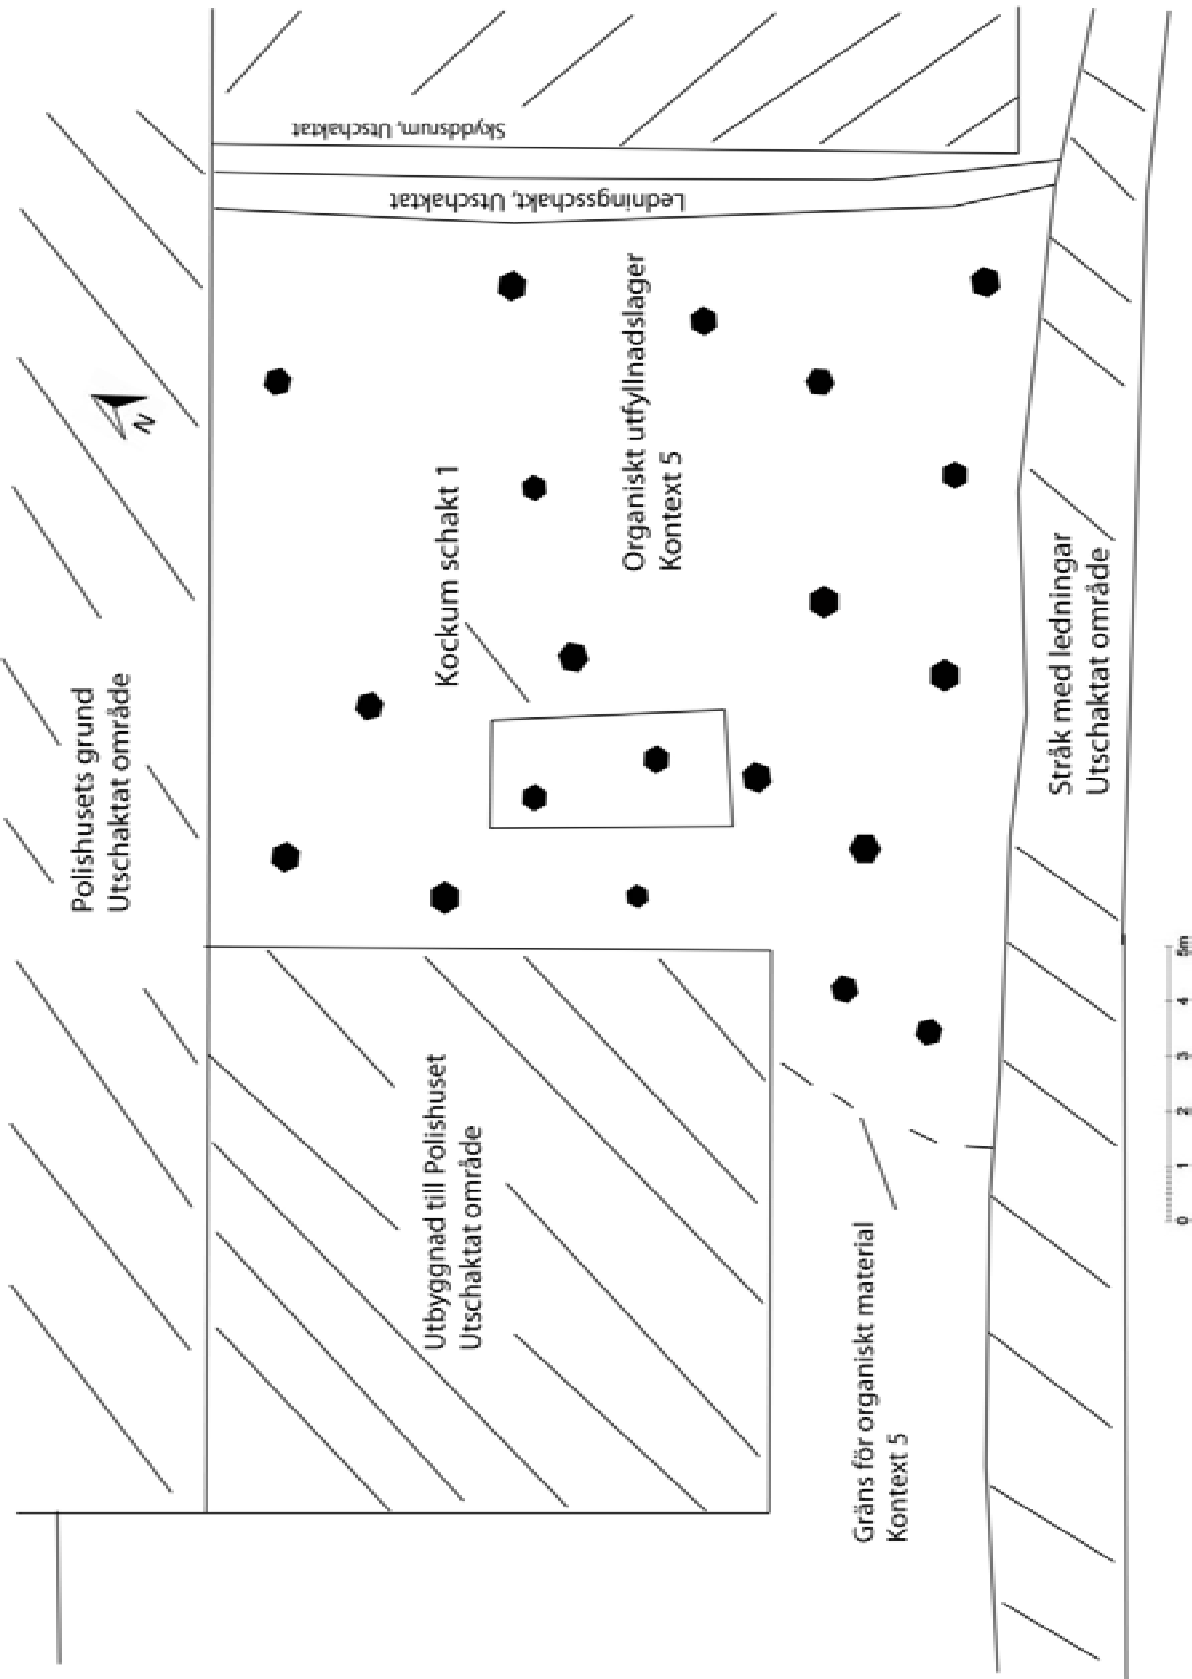 Skyddsrum, Utschaktat
Ledningsschakt, Utschaktat
Polishusets grund
Utschaktat område
N
Kockum schakt 1
Organiskt utfyllnadslager
Kontext 5
Stråk med ledningar
Utschaktat område
Utbyggnad till Polishuset
Utschaktat område
Gräns för organiskt material
Kontext 5
0 1 2 3 4 5m